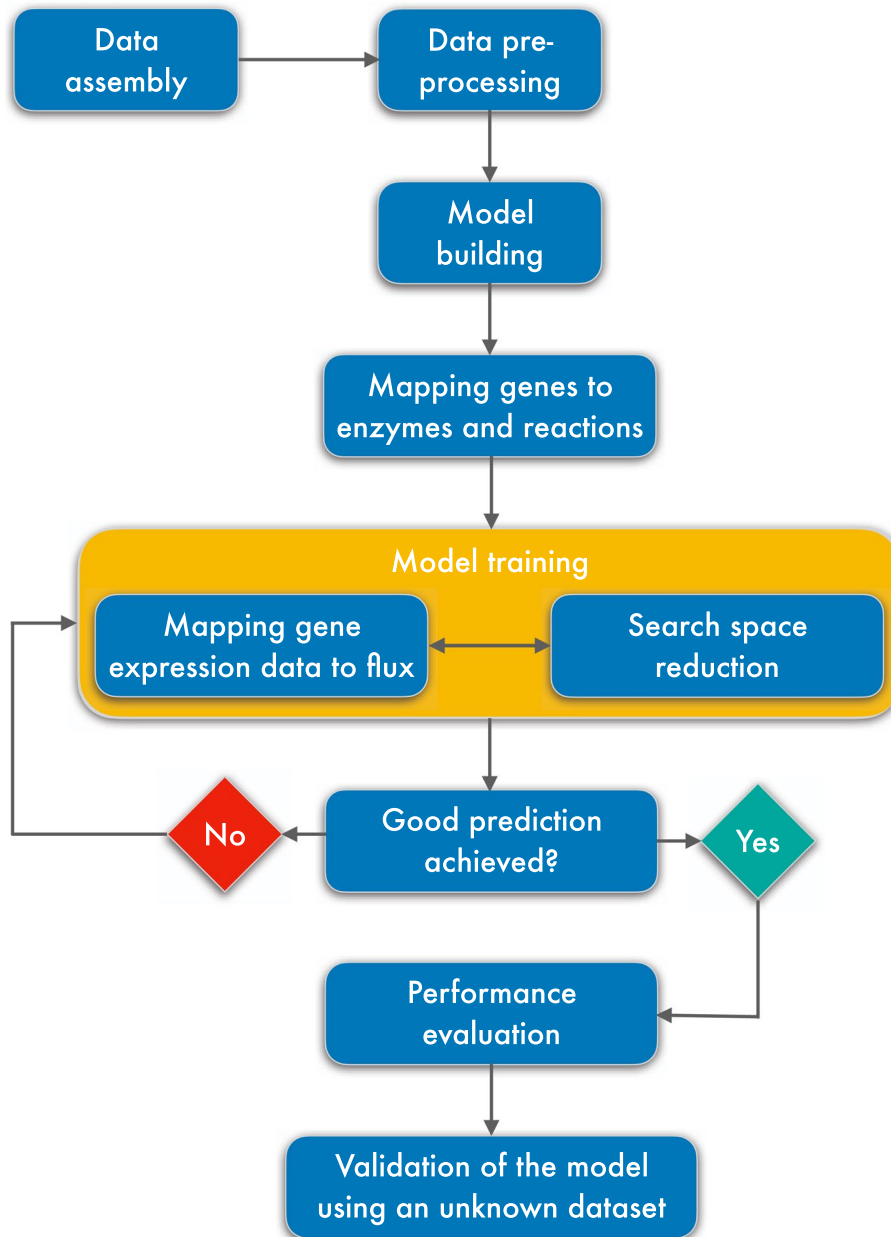 Data
assembly
Data pre-
processing
Model
building
Mapping genes to
enzymes and reactions
Model training
Mapping gene
expression data to flux
Search space
reduction
Good prediction
achieved?
No
Yes
Performance
evaluation
Validation of the model
using an unknown dataset